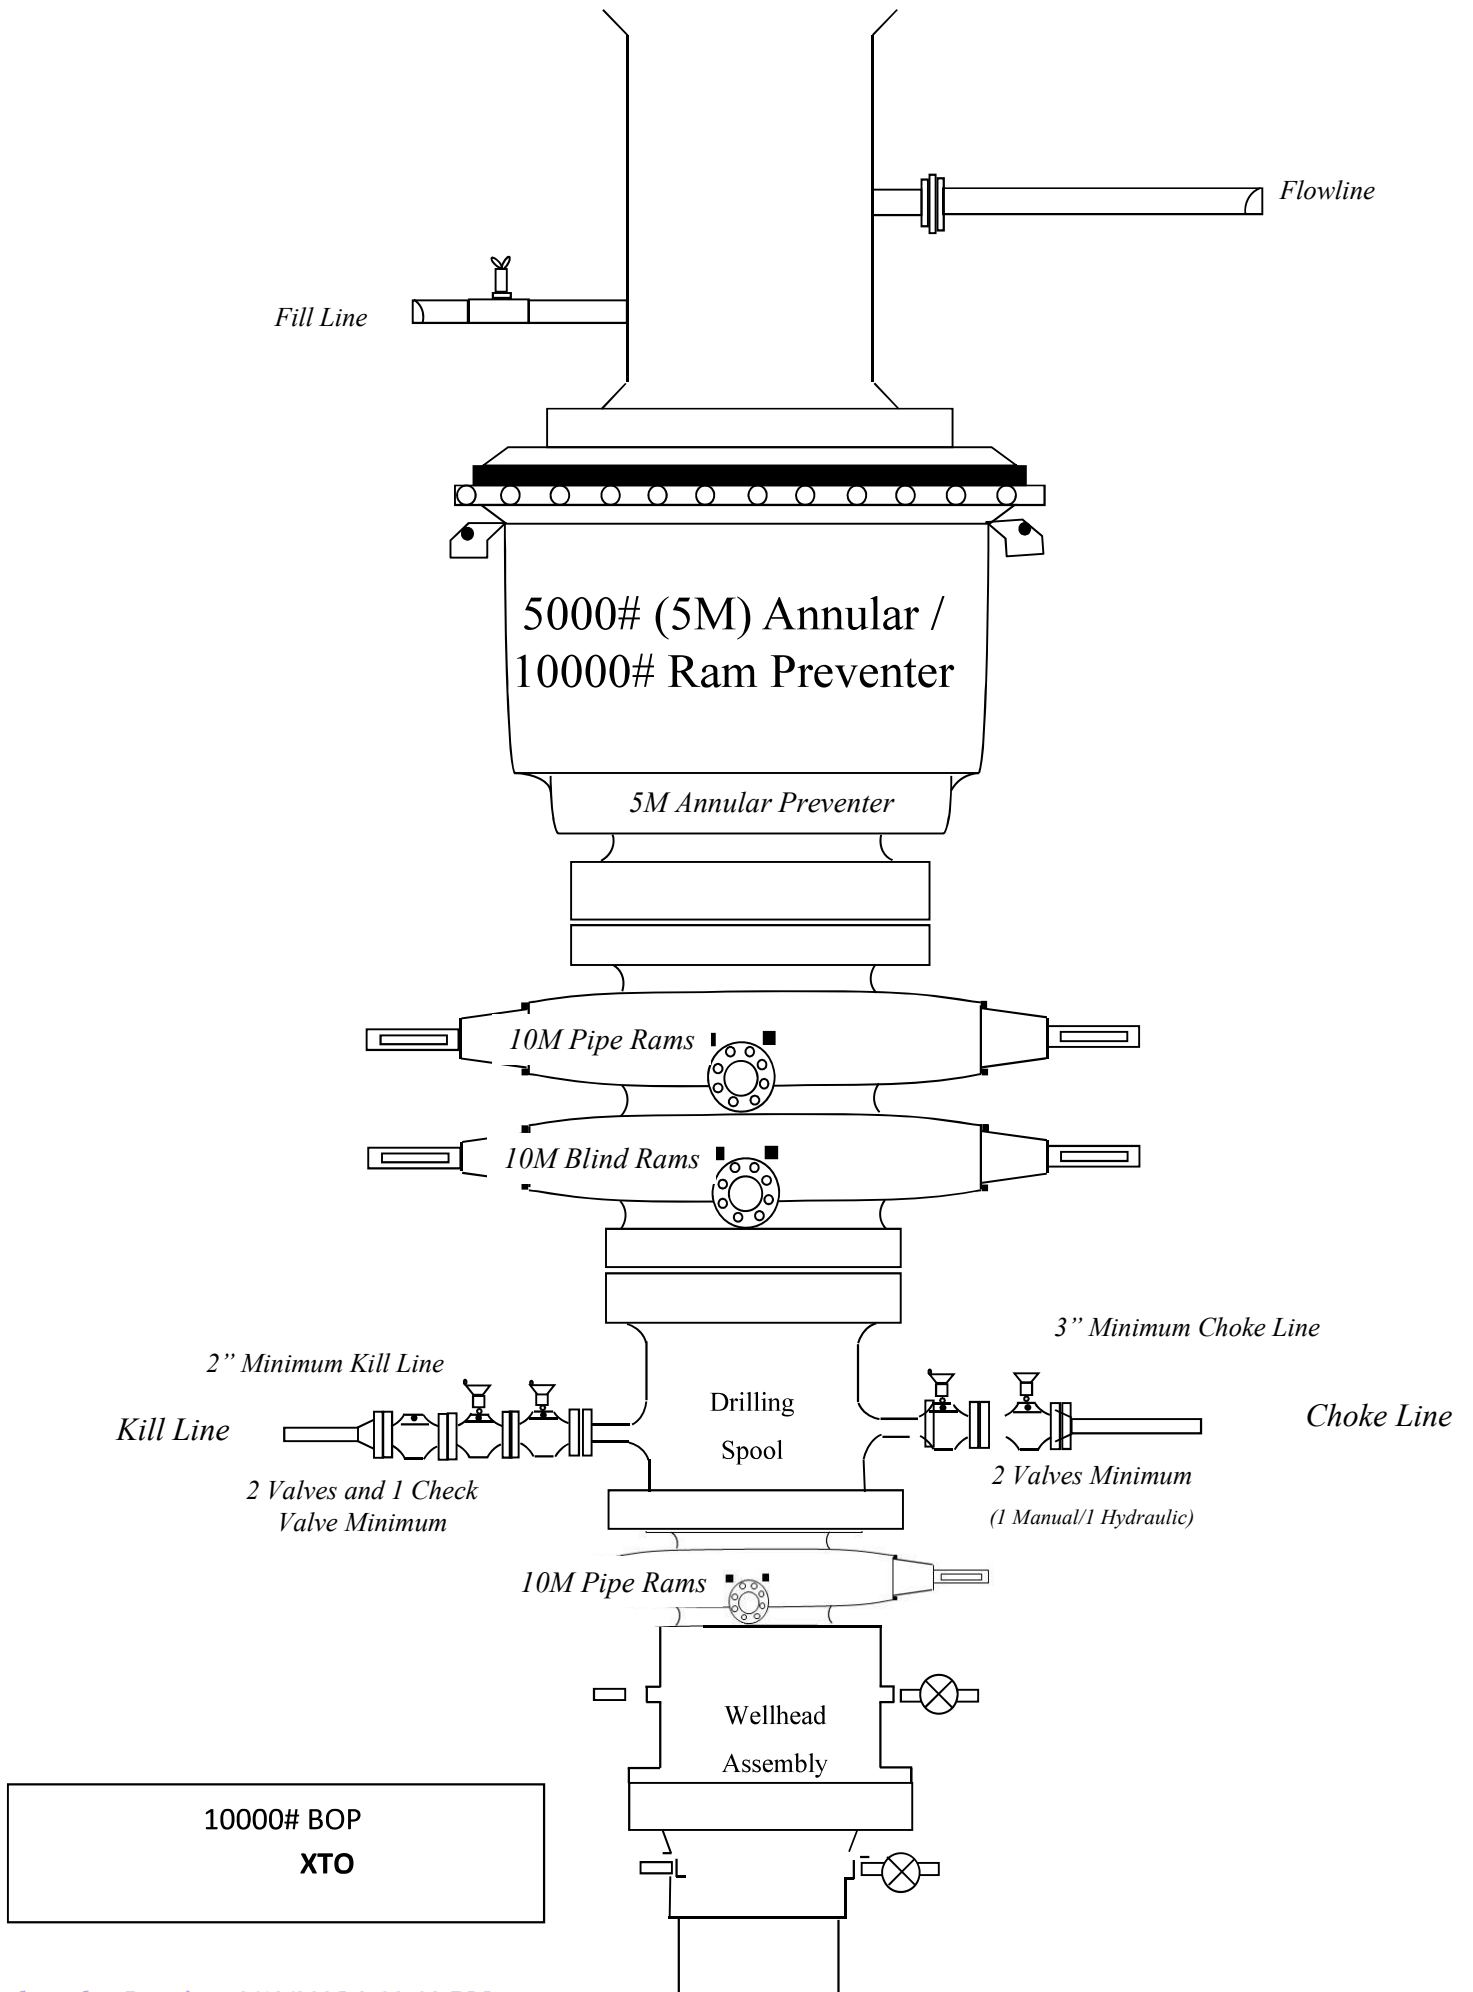 Flowline
Fill Line
5000# (5M) Annular /
10000# Ram Preventer
5M Annular Preventer
10M Pipe Rams
10M Blind Rams
3” Minimum Choke Line
2” Minimum Kill Line
Drilling
Spool
Kill Line
Choke Line
2 Valves and 1 Check
Valve Minimum
2 Valves Minimum
(1 Manual/1 Hydraulic)
10M Pipe Rams
Wellhead
Assembly
10000# BOP
XTO